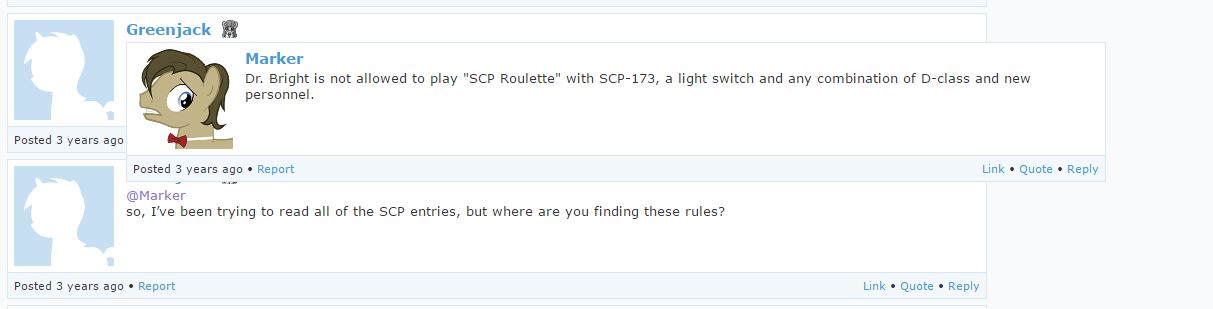 Greenjack
Marker
Dr. Bright is not allowed to play "SCP Roulette" with SCP-173, a light switch and any combination of D-class and new
personnel.
Posted 3 years ago
Posted 3 years ago • Report
Link • Quote • Reply
@Marker
so, I've been trying to read all of the SCP entries, but where are you finding these rules?
Posted 3 years ago • Report
Link • Quote • Reply